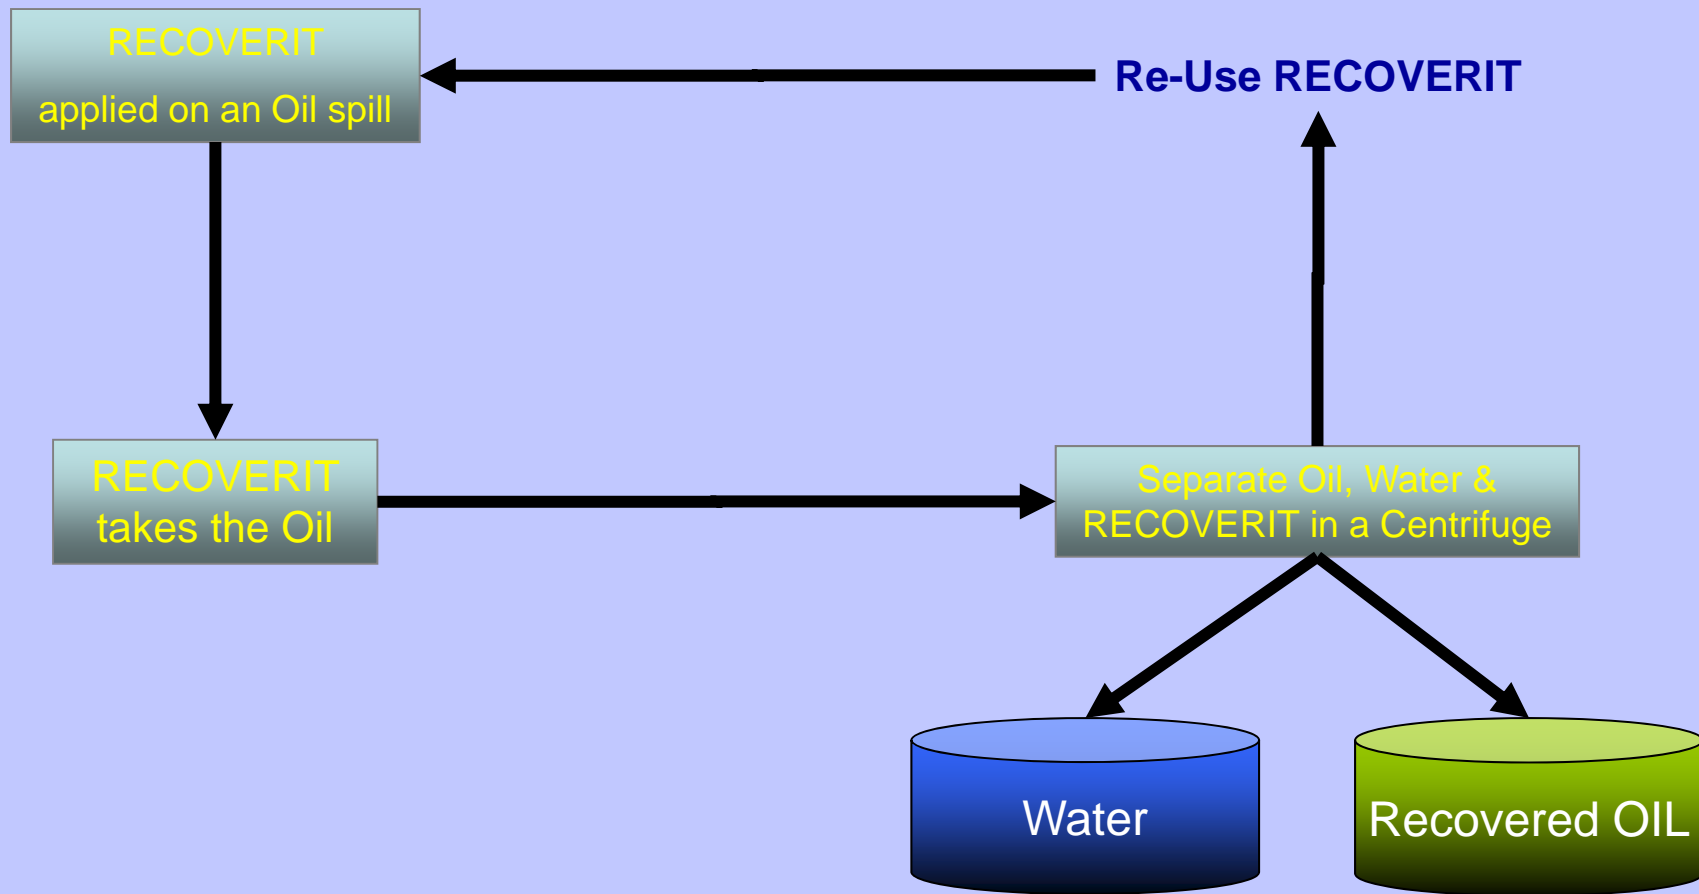 RECOVERIT
applied on an Oil spill
Re-Use RECOVERIT
RECOVERIT
takes the Oil
Separate Oil, Water &
RECOVERIT in a Centrifuge
Water
Recovered OIL